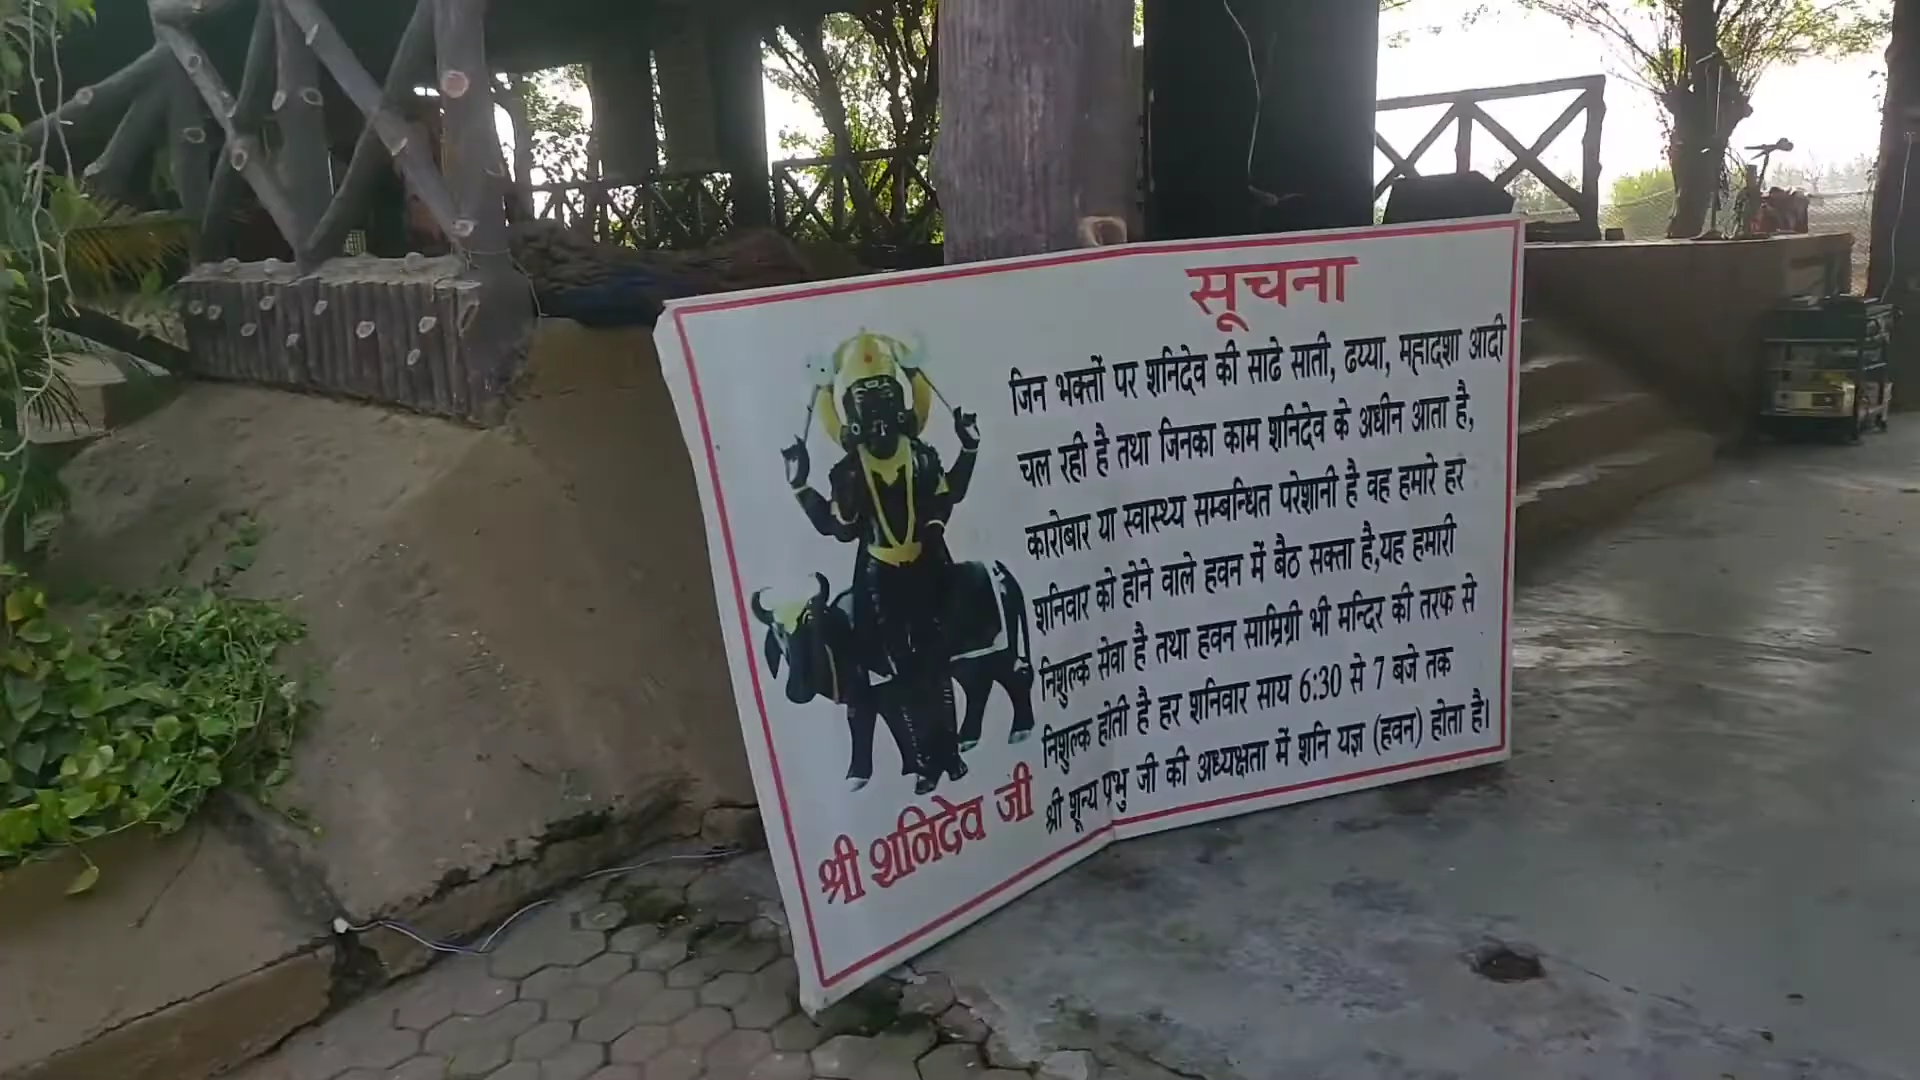 सूचना
जिन भक्तों पर शनिदेव की साढे साती, ढय्या, महादशा आदी
चल रही है तथा जिनका काम शनिदेव के अधीन आता है,
कारोबार या स्वास्थ्य सम्बन्धित परेशानी है वह हमारे हर
शनिवार को होने वाले हवन में बैठ सक्ता है,यह हमारी
निशुल्क सेवा है तथा हवन साम्रिग्री भी मन्दिर की तरफ से
निशुल्क होती है हर शनिवार साय 6:30 से 7 बजे तक
श्री शून्य प्रभु जी की अध्यक्षता में शनि यज्ञ (हवन) होता है।
श्री शनिदेव जी